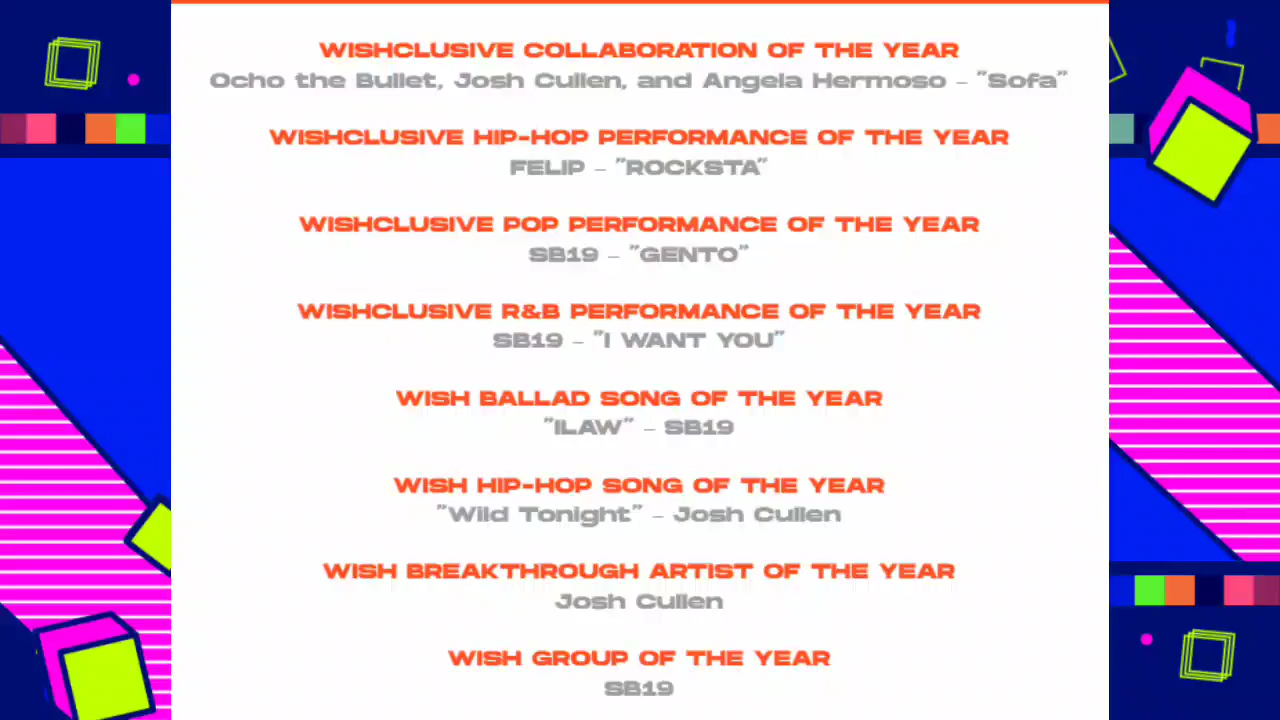 WISHCLUSIVE COLLABORATION OF THE YEAR
Ocho the Bullet, Josh Cullen, and Angela Hermoso – "Sofa"
WISHCLUSIVE HIP-HOP PERFORMANCE OF THE YEAR
FELIP – "ROCKSTA"
WISHCLUSIVE POP PERFORMANCE OF THE YEAR
SB19 – "GENTO"
WISHCLUSIVE R&B PERFORMANCE OF THE YEAR
SB19 – "I WANT YOU"
WISH BALLAD SONG OF THE YEAR
"ILAW" – SB19
WISH HIP-HOP SONG OF THE YEAR
"Wild Tonight" – Josh Cullen
WISH BREAKTHROUGH ARTIST OF THE YEAR
Josh Cullen
WISH GROUP OF THE YEAR
SB19